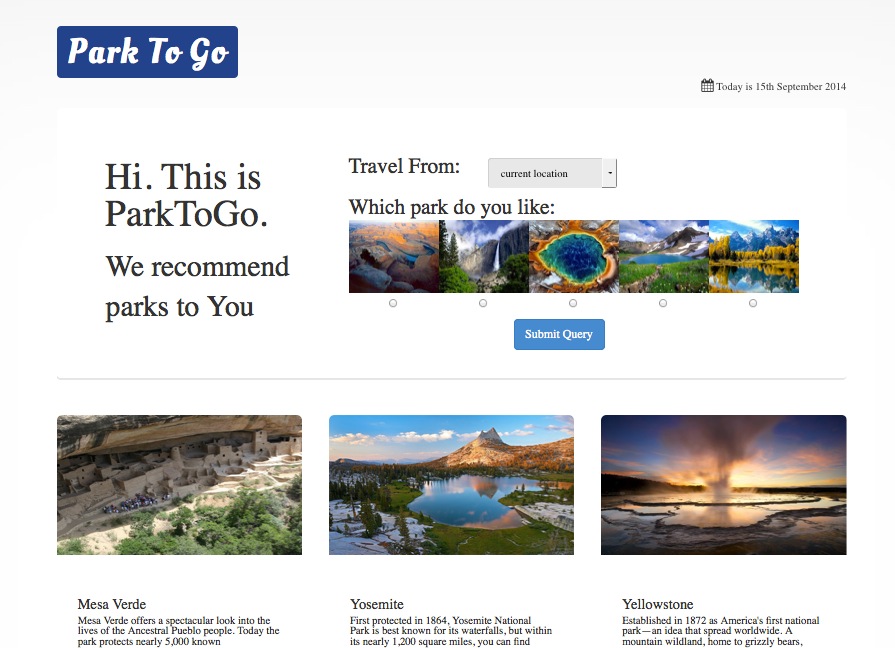 Park To Go
Today is 15th September 2014
Hi. This is
ParkToGo.
We recommend
parks to You
Travel From:
current location
Which park do you like:
Submit Query
Mesa Verde
Mesa Verde offers a spectacular look into the
lives of the Ancestral Pueblo people. Today the
park protects nearly 5,000 known
Yosemite
First protected in 1864, Yosemite National
Park is best known for its waterfalls, but within
its nearly 1,200 square miles, you can find
Yellowstone
Established in 1872 as America's first national
park—an idea that spread worldwide. A
mountain wildland, home to grizzly bears,